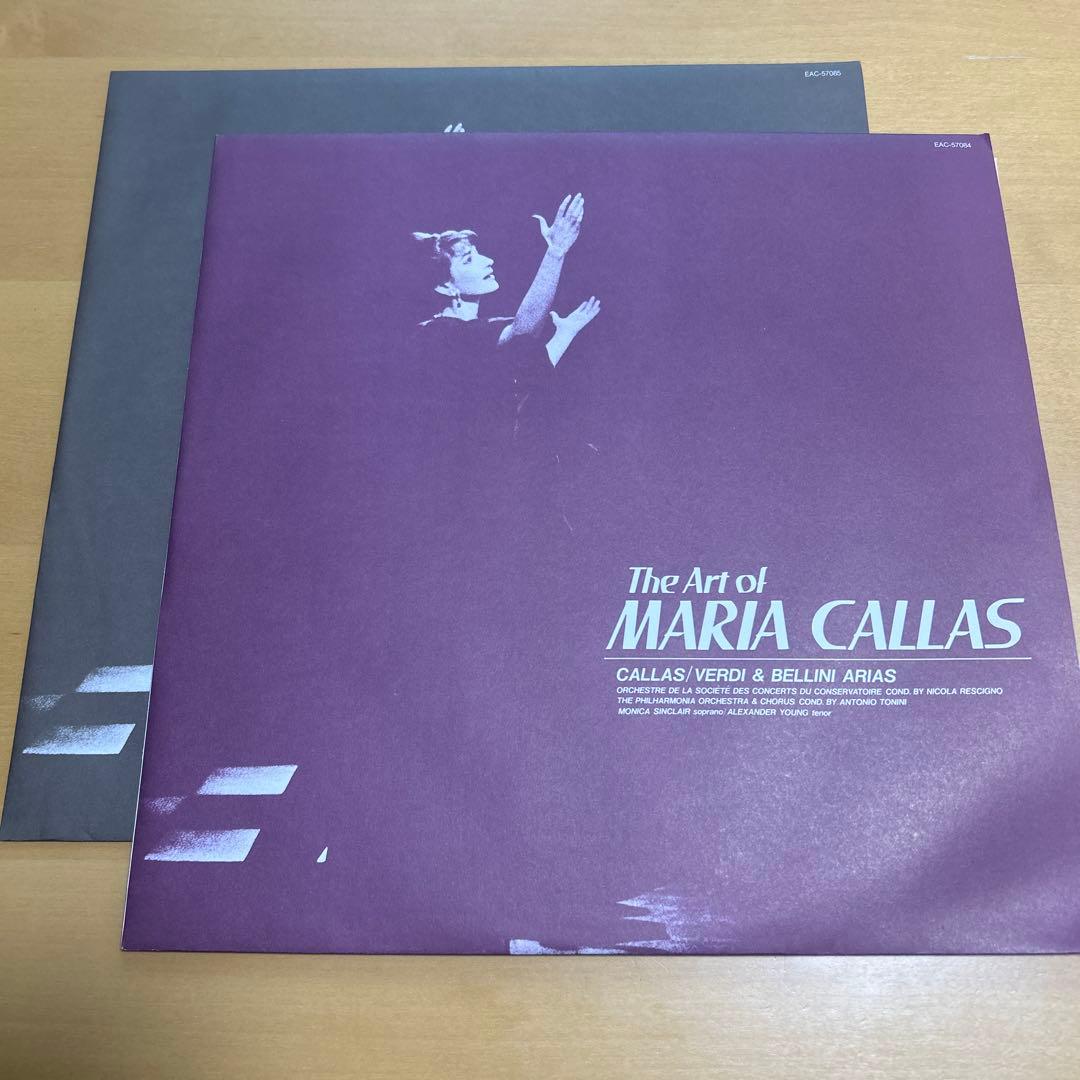 EAC-57085
EAC-57084
The Art of
MARIA CALLAS
CALLAS/VERDI & BELLINI ARIAS
ORCHESTRE DE LA SOCIÉTÉ DES CONCERTS DU CONSERVATOIRE COND. BY NICOLA RESCIGNO
THE PHILHARMONIA ORCHESTRA & CHORUS COND. BY ANTONIO TONINI
MONICA SINCLAIR soprano/ALEXANDER YOUNG tenor